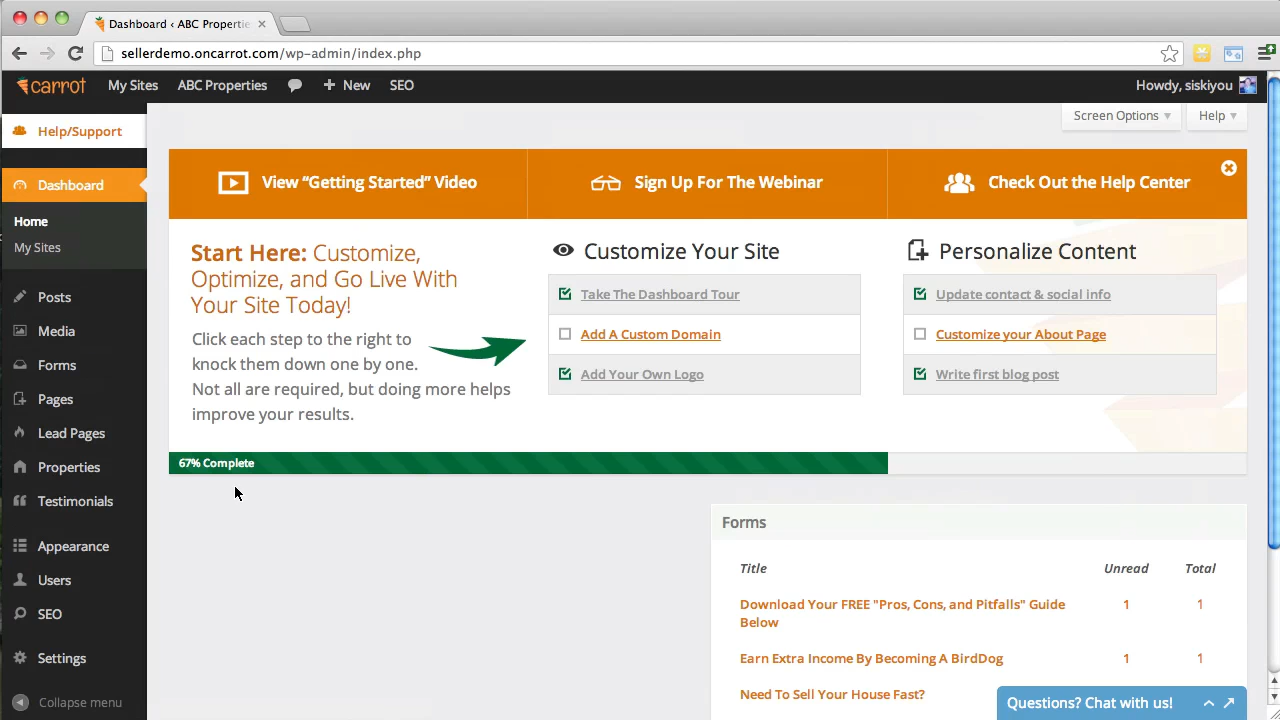 Dashboard ‹ ABC Propertie
sellerdemo.oncarrot.com/wp-admin/index.php
carrot My Sites ABC Properties New SEO Howdy, siskiyou
Help/Support
Dashboard
Home
My Sites
Posts
Media
Forms
Pages
Lead Pages
Properties
Testimonials
Appearance
Users
SEO
Settings
Collapse menu
Screen Options Help
View “Getting Started” Video
Sign Up For The Webinar
Check Out the Help Center
Start Here: Customize,
Optimize, and Go Live With
Your Site Today!
Click each step to the right to
knock them down one by one.
Not all are required, but doing more helps
improve your results.
Customize Your Site
Take The Dashboard Tour
Add A Custom Domain
Add Your Own Logo
Personalize Content
Update contact & social info
Customize your About Page
Write first blog post
67% Complete
Forms
Title Unread Total
Download Your FREE "Pros, Cons, and Pitfalls" Guide 1 1
Below
Earn Extra Income By Becoming A BirdDog 1 1
Need To Sell Your House Fast?
Questions? Chat with us!